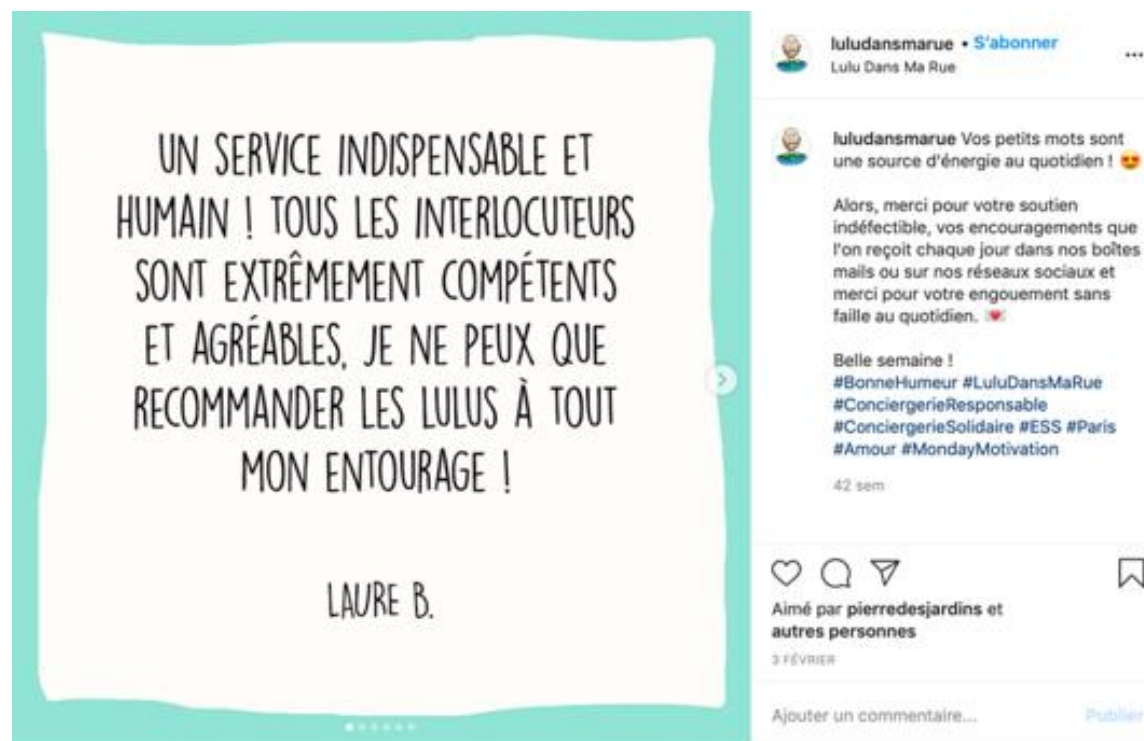 UN SERVICE INDISPENSABLE ET
HUMAIN ! TOUS LES INTERLOCUTEURS
SONT EXTRÊMEMENT COMPÉTENTS
ET AGRÉABLES, JE NE PEUX QUE
RECOMMANDER LES LULUS À TOUT
MON ENTOURAGE !
LAURE B.
luludansmarue • S'abonner
Lulu Dans Ma Rue
luludansmarue Vos petits mots sont
une source d'énergie au quotidien ! 😍
Alors, merci pour votre soutien
indéfectible, vos encouragements que
l'on reçoit chaque jour dans nos boîtes
mails ou sur nos réseaux sociaux et
merci pour votre engouement sans
faille au quotidien. 💌
Belle semaine !
#BonneHumeur #LuluDansMaRue
#ConciergerieResponsable
#ConciergerieSolidaire #ESS #Paris
#Amour #MondayMotivation
42 sem
Aimé par pierredesjardins et
autres personnes
3 FÉVRIER
Ajouter un commentaire... Publier